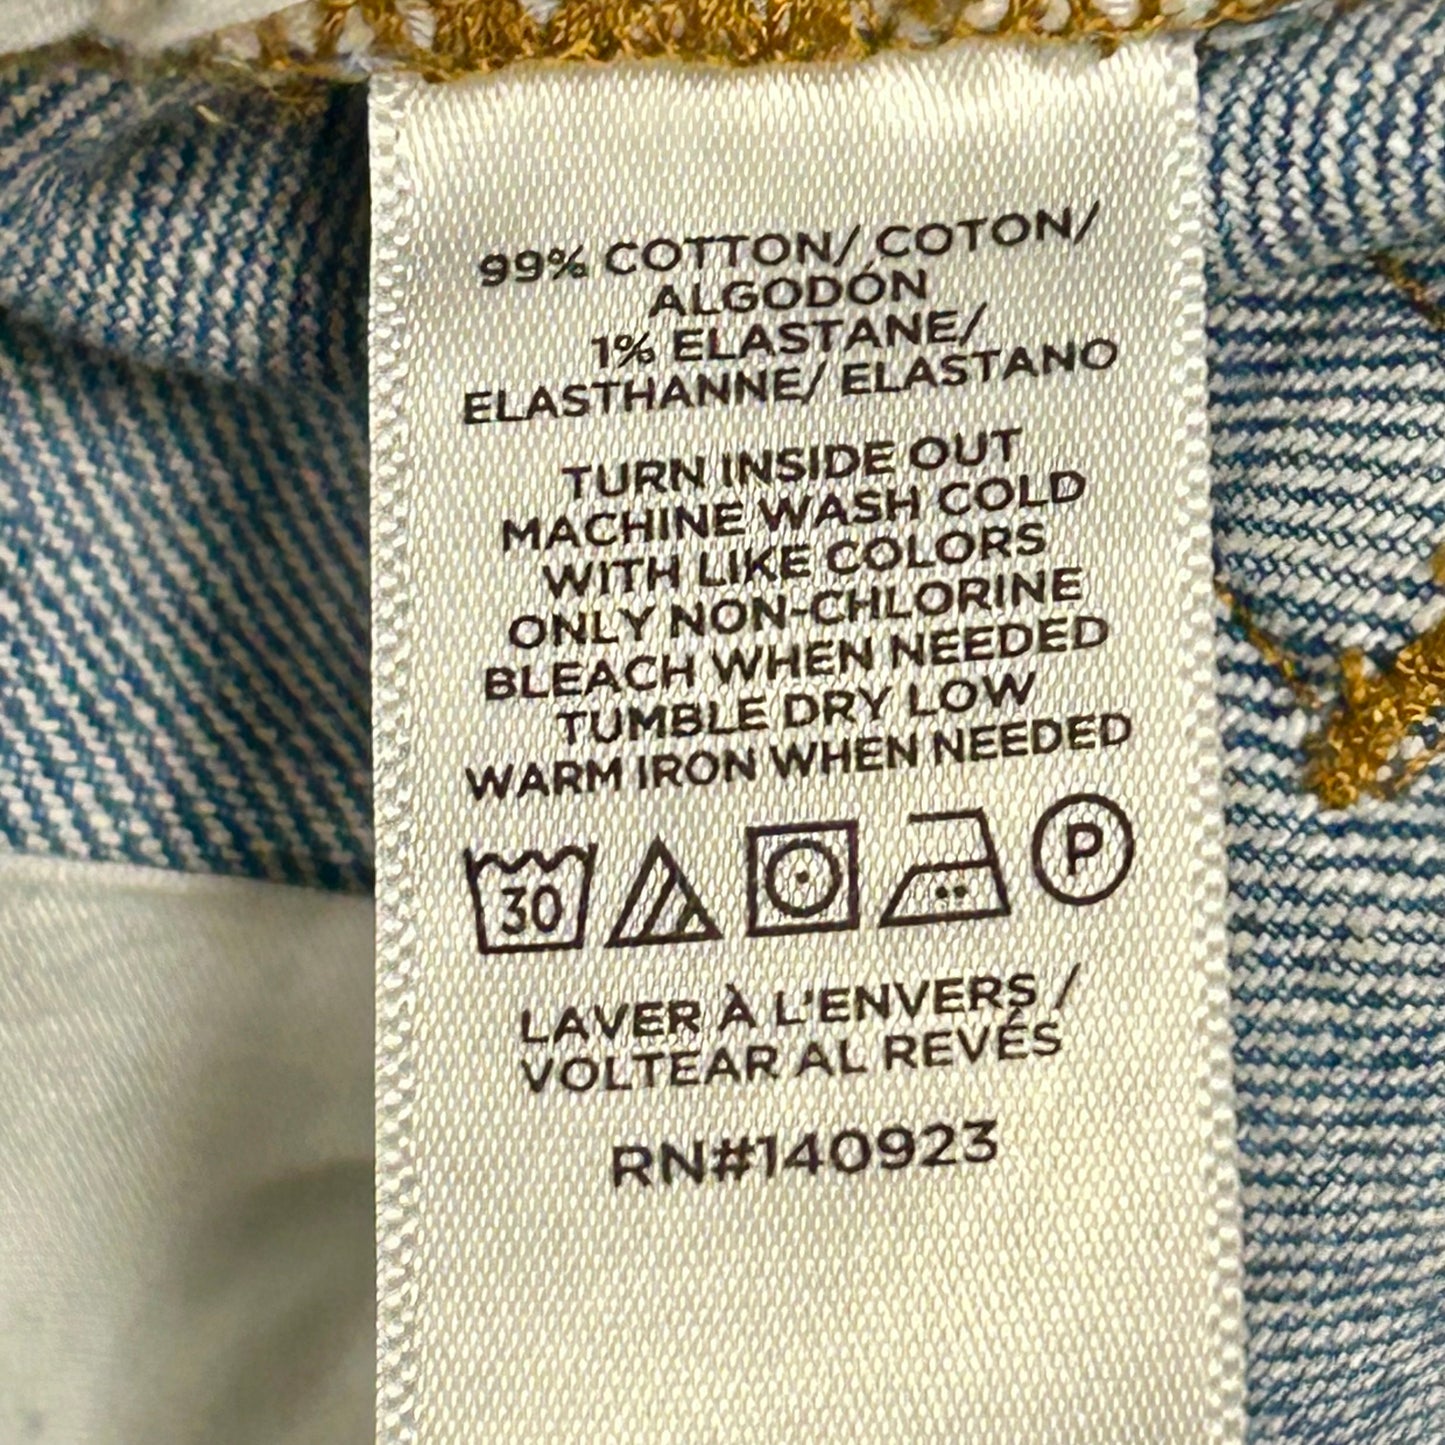 99% COTTON/ COTON/
ALGODÓN
1% ELASTANE/
ELASTHANNE/ ELASTANO
TURN INSIDE OUT
MACHINE WASH COLD
WITH LIKE COLORS
ONLY NON-CHLORINE
BLEACH WHEN NEEDED
TUMBLE DRY LOW
WARM IRON WHEN NEEDED
30 P
LAVER À L'ENVERS /
VOLTEAR AL REVÉS
RN#140923